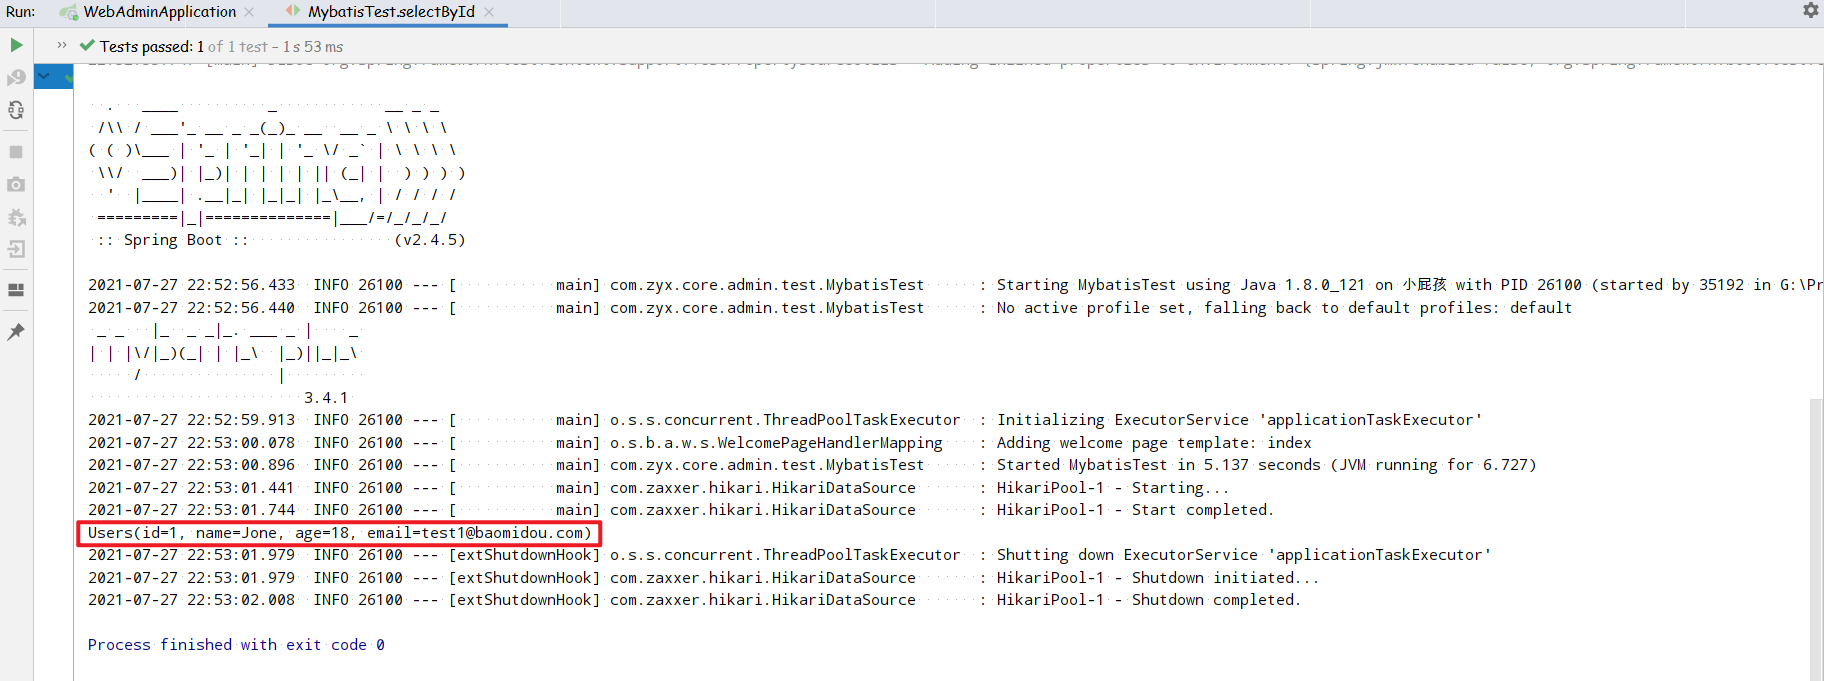 Run: WebAdminApplication × MybatisTest.selectById ×
» Tests passed: 1 of 1 test – 1 s 53 ms
  .   ____          _            __ _ _
 /\\ / ___'_ __ _ _(_)_ __  __ _ \ \ \ \
( ( )\___ | '_ | '_| | '_ \/ _` | \ \ \ \
 \\/  ___)| |_)| | | | | || (_| |  ) ) ) )
  '  |____| .__|_| |_|_| |_\__, | / / / /
 =========|_|==============|___/=/_/_/_/
 :: Spring Boot ::                (v2.4.5)
2021-07-27 22:52:56.433  INFO 26100 --- [           main] com.zyx.core.admin.test.MybatisTest      : Starting MybatisTest using Java 1.8.0_121 on 小屁孩 with PID 26100 (started by 35192 in G:\Pr
2021-07-27 22:52:56.440  INFO 26100 --- [           main] com.zyx.core.admin.test.MybatisTest      : No active profile set, falling back to default profiles: default
 _ _   |_  _ _|_. ___ _ |    _
| | |\/|_)(_| | |_\  |_)||_|_\
     /               |
                        3.4.1
2021-07-27 22:52:59.913  INFO 26100 --- [           main] o.s.s.concurrent.ThreadPoolTaskExecutor  : Initializing ExecutorService 'applicationTaskExecutor'
2021-07-27 22:53:00.078  INFO 26100 --- [           main] o.s.b.a.w.s.WelcomePageHandlerMapping    : Adding welcome page template: index
2021-07-27 22:53:00.896  INFO 26100 --- [           main] com.zyx.core.admin.test.MybatisTest      : Started MybatisTest in 5.137 seconds (JVM running for 6.727)
2021-07-27 22:53:01.441  INFO 26100 --- [           main] com.zaxxer.hikari.HikariDataSource       : HikariPool-1 - Starting...
2021-07-27 22:53:01.744  INFO 26100 --- [           main] com.zaxxer.hikari.HikariDataSource       : HikariPool-1 - Start completed.
Users(id=1, name=Jone, age=18, email=test1@baomidou.com)
2021-07-27 22:53:01.979  INFO 26100 --- [extShutdownHook] o.s.s.concurrent.ThreadPoolTaskExecutor  : Shutting down ExecutorService 'applicationTaskExecutor'
2021-07-27 22:53:01.979  INFO 26100 --- [extShutdownHook] com.zaxxer.hikari.HikariDataSource       : HikariPool-1 - Shutdown initiated...
2021-07-27 22:53:02.008  INFO 26100 --- [extShutdownHook] com.zaxxer.hikari.HikariDataSource       : HikariPool-1 - Shutdown completed.
Process finished with exit code 0